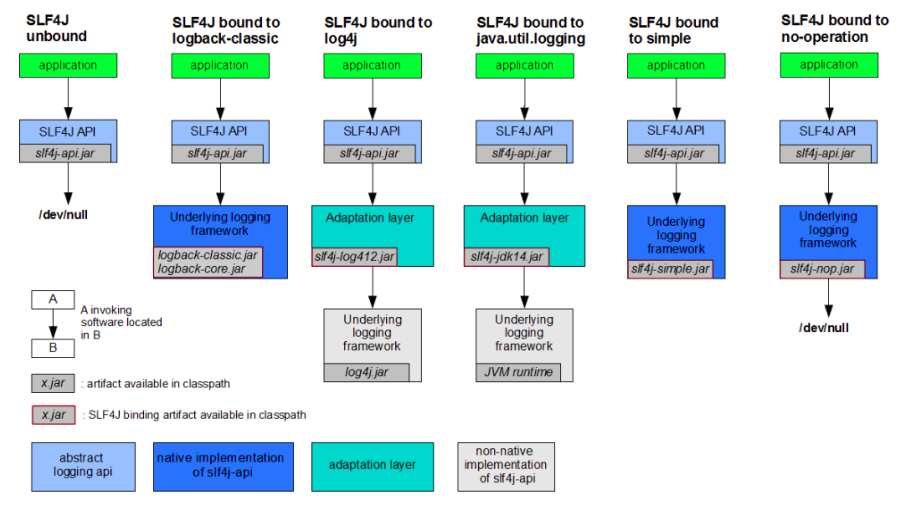 SLF4J
unbound
application
SLF4J API
slf4j-api.jar
/dev/null
SLF4J bound to
logback-classic
application
SLF4J API
slf4j-api.jar
Underlying logging
framework
logback-classic.jar
logback-core.jar
SLF4J bound to
log4j
application
SLF4J API
slf4j-api.jar
Adaptation layer
slf4j-log412.jar
Underlying
logging
framework
log4j.jar
SLF4J bound to
java.util.logging
application
SLF4J API
slf4j-api.jar
Adaptation layer
slf4j-jdk14.jar
Underlying
logging
framework
JVM runtime
SLF4J bound
to simple
application
SLF4J API
slf4j-api.jar
Underlying
logging
framework
slf4j-simple.jar
SLF4J bound to
no-operation
application
SLF4J API
slf4j-api.jar
Underlying
logging
framework
slf4j-nop.jar
/dev/null
A
B
A invoking
software located
in B
x.jar
: artifact available in classpath
x.jar
: SLF4J binding artifact available in classpath
abstract
logging api
native implementation
of slf4j-api
adaptation layer
non-native
implementation
of slf4j-api